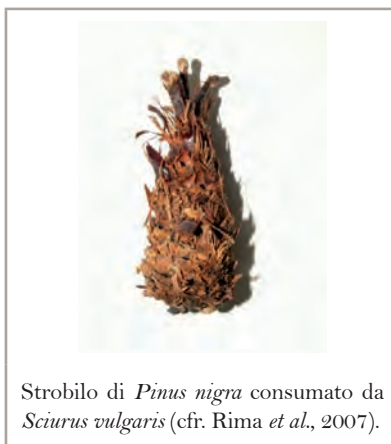 Strobilo di Pinus nigra consumato da
Sciurus vulgaris (cfr. Rima et al., 2007).